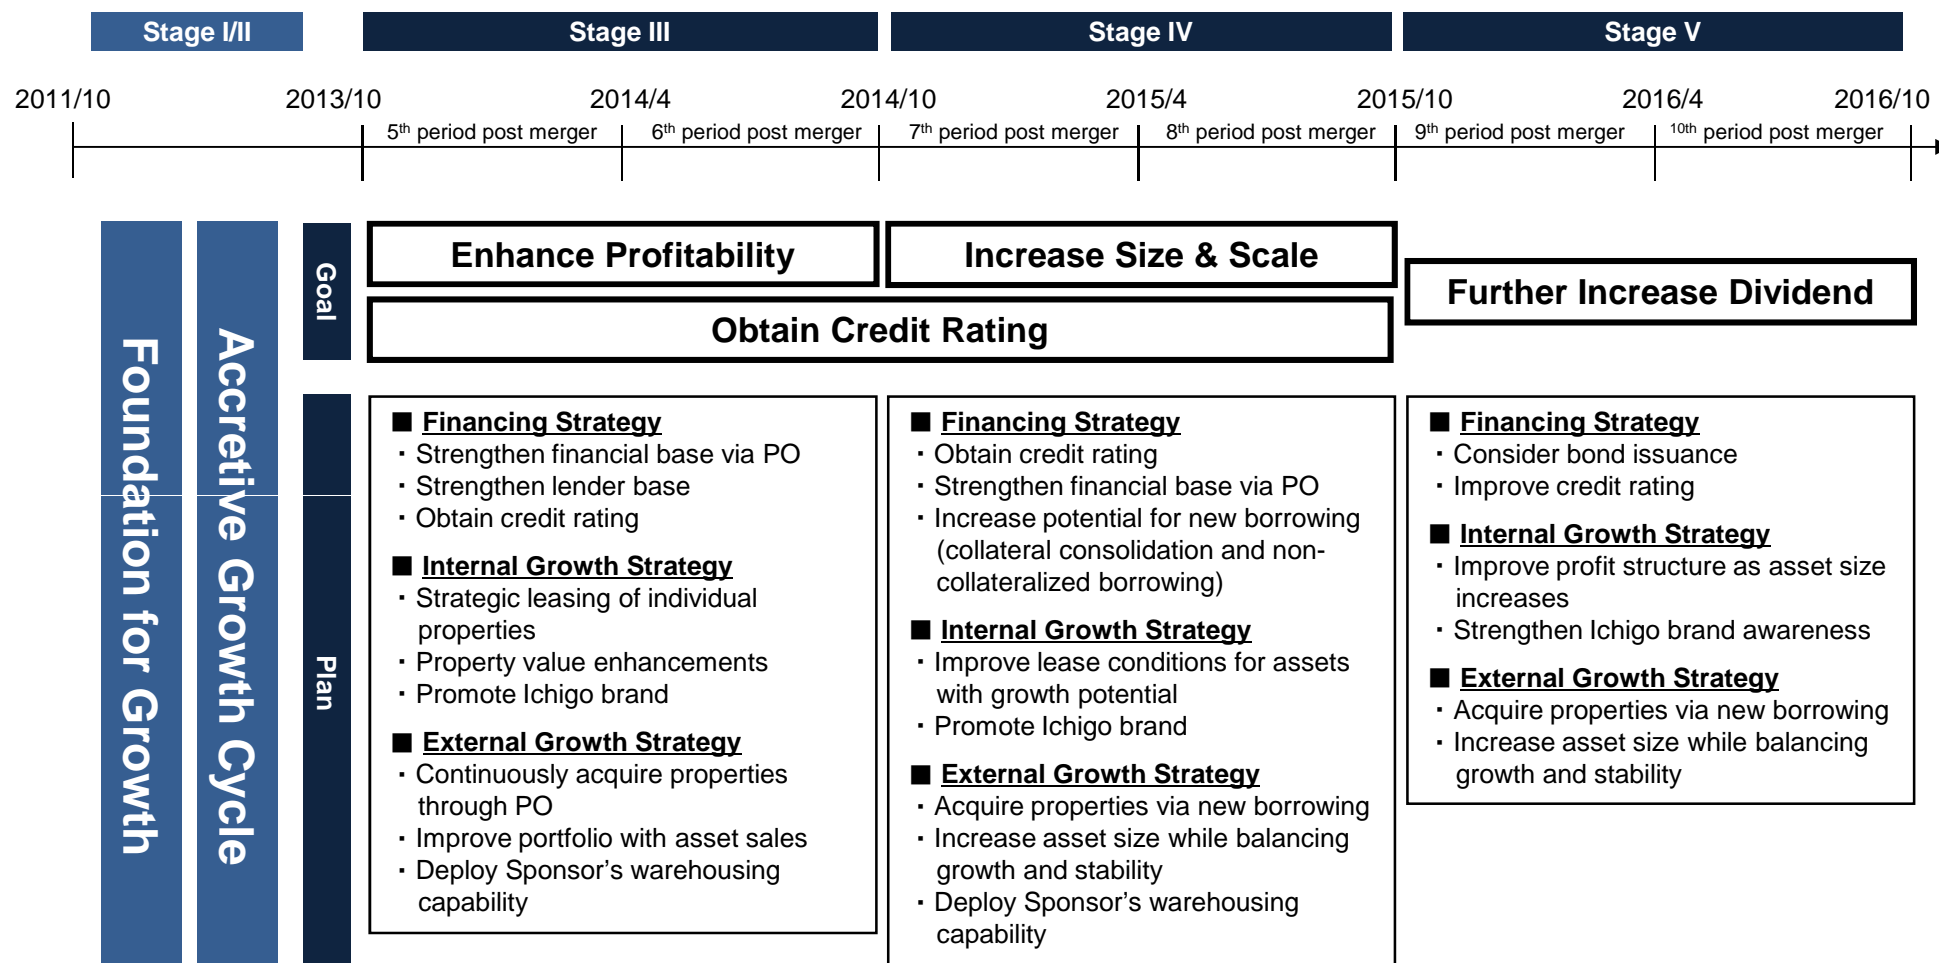 Stage I/II
Stage III
Stage IV
Stage V
2011/10
2013/10
2014/4
2014/10
2015/4
2015/10
2016/4
2016/10
5th period post merger
6th period post merger
7th period post merger
8th period post merger
9th period post merger
10th period post merger
Foundation for Growth
Accretive Growth Cycle
Goal
Enhance Profitability
Increase Size & Scale
Further Increase Dividend
Obtain Credit Rating
Plan
■ Financing Strategy
・Strengthen financial base via PO
・Strengthen lender base
・Obtain credit rating
■ Internal Growth Strategy
・Strategic leasing of individual
properties
・Property value enhancements
・Promote Ichigo brand
■ External Growth Strategy
・Continuously acquire properties
through PO
・Improve portfolio with asset sales
・Deploy Sponsor's warehousing
capability
■ Financing Strategy
・Obtain credit rating
・Strengthen financial base via PO
・Increase potential for new borrowing
(collateral consolidation and non-
collateralized borrowing)
■ Internal Growth Strategy
・Improve lease conditions for assets
with growth potential
・Promote Ichigo brand
■ External Growth Strategy
・Acquire properties via new borrowing
・Increase asset size while balancing
growth and stability
・Deploy Sponsor's warehousing
capability
■ Financing Strategy
・Consider bond issuance
・Improve credit rating
■ Internal Growth Strategy
・Improve profit structure as asset size
increases
・Strengthen Ichigo brand awareness
■ External Growth Strategy
・Acquire properties via new borrowing
・Increase asset size while balancing
growth and stability